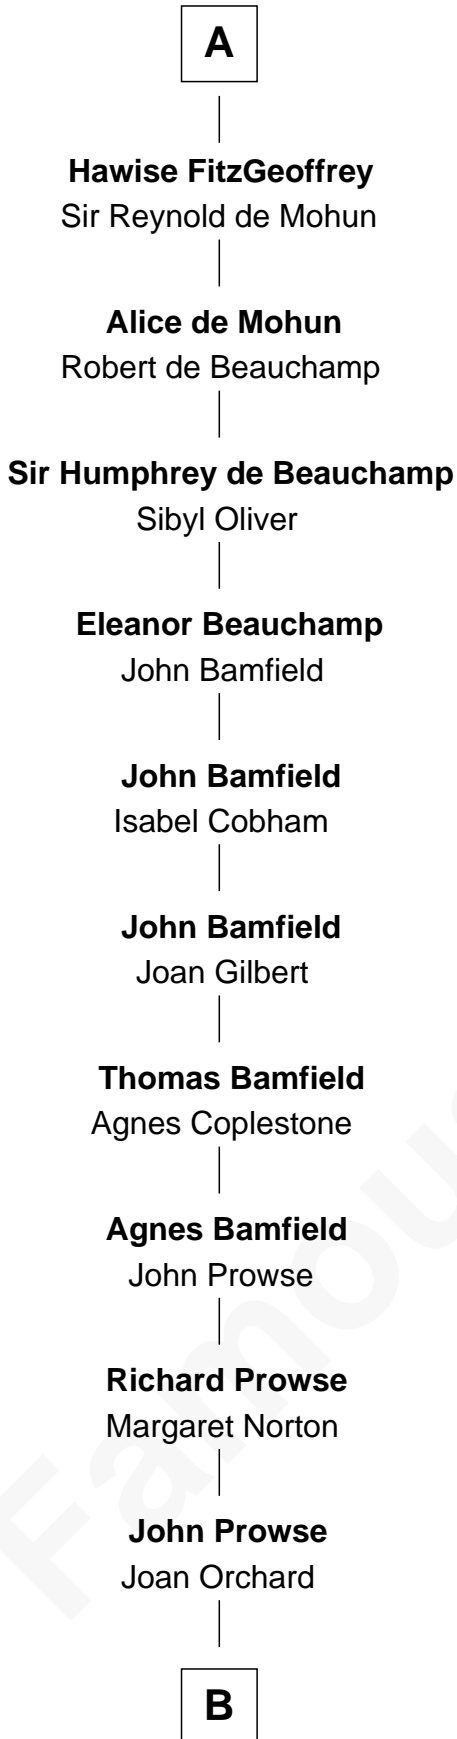 A
Hawise FitzGeoffrey
Sir Reynold de Mohun
Alice de Mohun
Robert de Beauchamp
Sir Humphrey de Beauchamp
Sibyl Oliver
Eleanor Beauchamp
John Bamfield
John Bamfield
Isabel Cobham
John Bamfield
Joan Gilbert
Thomas Bamfield
Agnes Coplestone
Agnes Bamfield
John Prowse
Richard Prowse
Margaret Norton
John Prowse
Joan Orchard
B
Famou